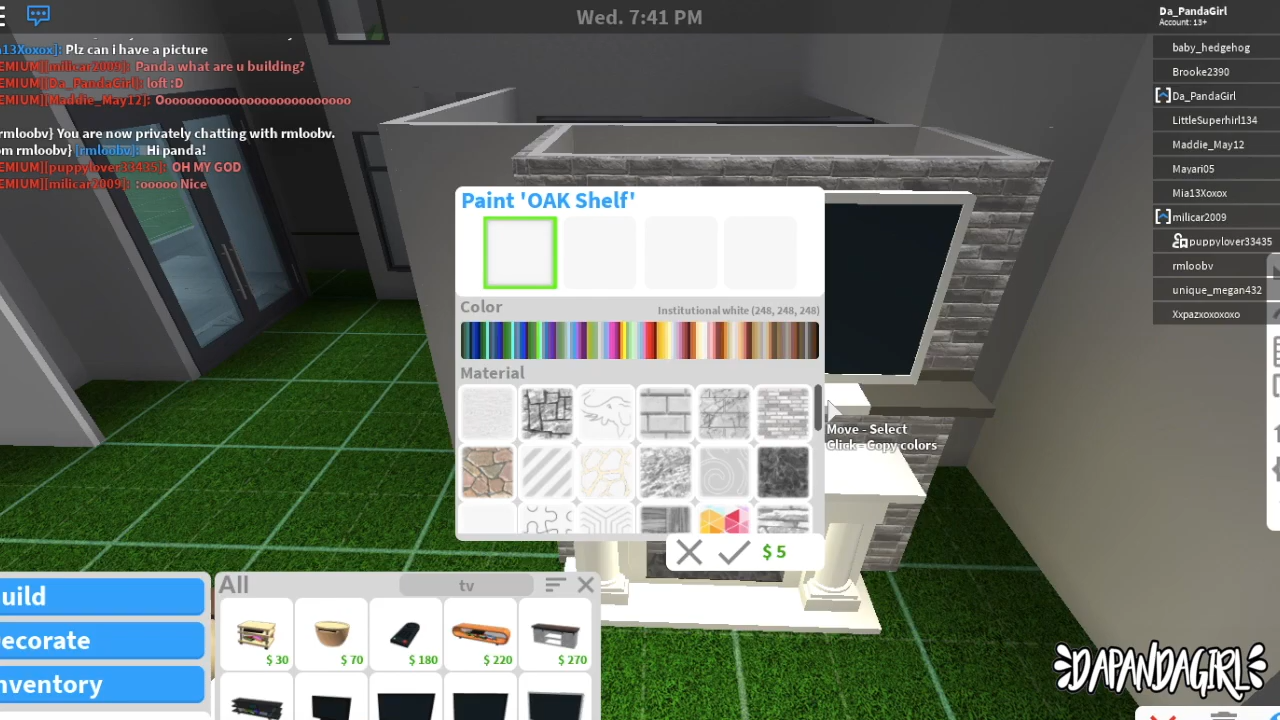 Wed. 7:41 PM
Da_PandaGirl
Account: 13+
a13Xoxox]: Plz can i have a picture
EMIUM][milicar2009]: Panda what are u building?
EMIUM][Da_PandaGirl]: loft :D
EMIUM][Maddie_May12]: Oooooooooooooooooooooooooo
rmloobv} You are now privately chatting with rmloobv.
om rmloobv} [rmloobv]: Hi panda!
EMIUM][puppylover33435]: OH MY GOD
EMIUM][milicar2009]: :ooooo Nice
baby_hedgehog
Brooke2390
Da_PandaGirl
LittleSuperhirl134
Maddie_May12
Mayari05
Mia13Xoxox
milicar2009
puppylover33435
rmloobv
unique_megan432
Xxpazxoxoxoxo
Paint 'OAK Shelf'
Color
Institutional white (248, 248, 248)
Material
Move - Select
Click - Copy colors
$ 5
uild
ecorate
nventory
All
tv
$ 30
$ 70
$ 180
$ 220
$ 270
DAPANDAGIRL